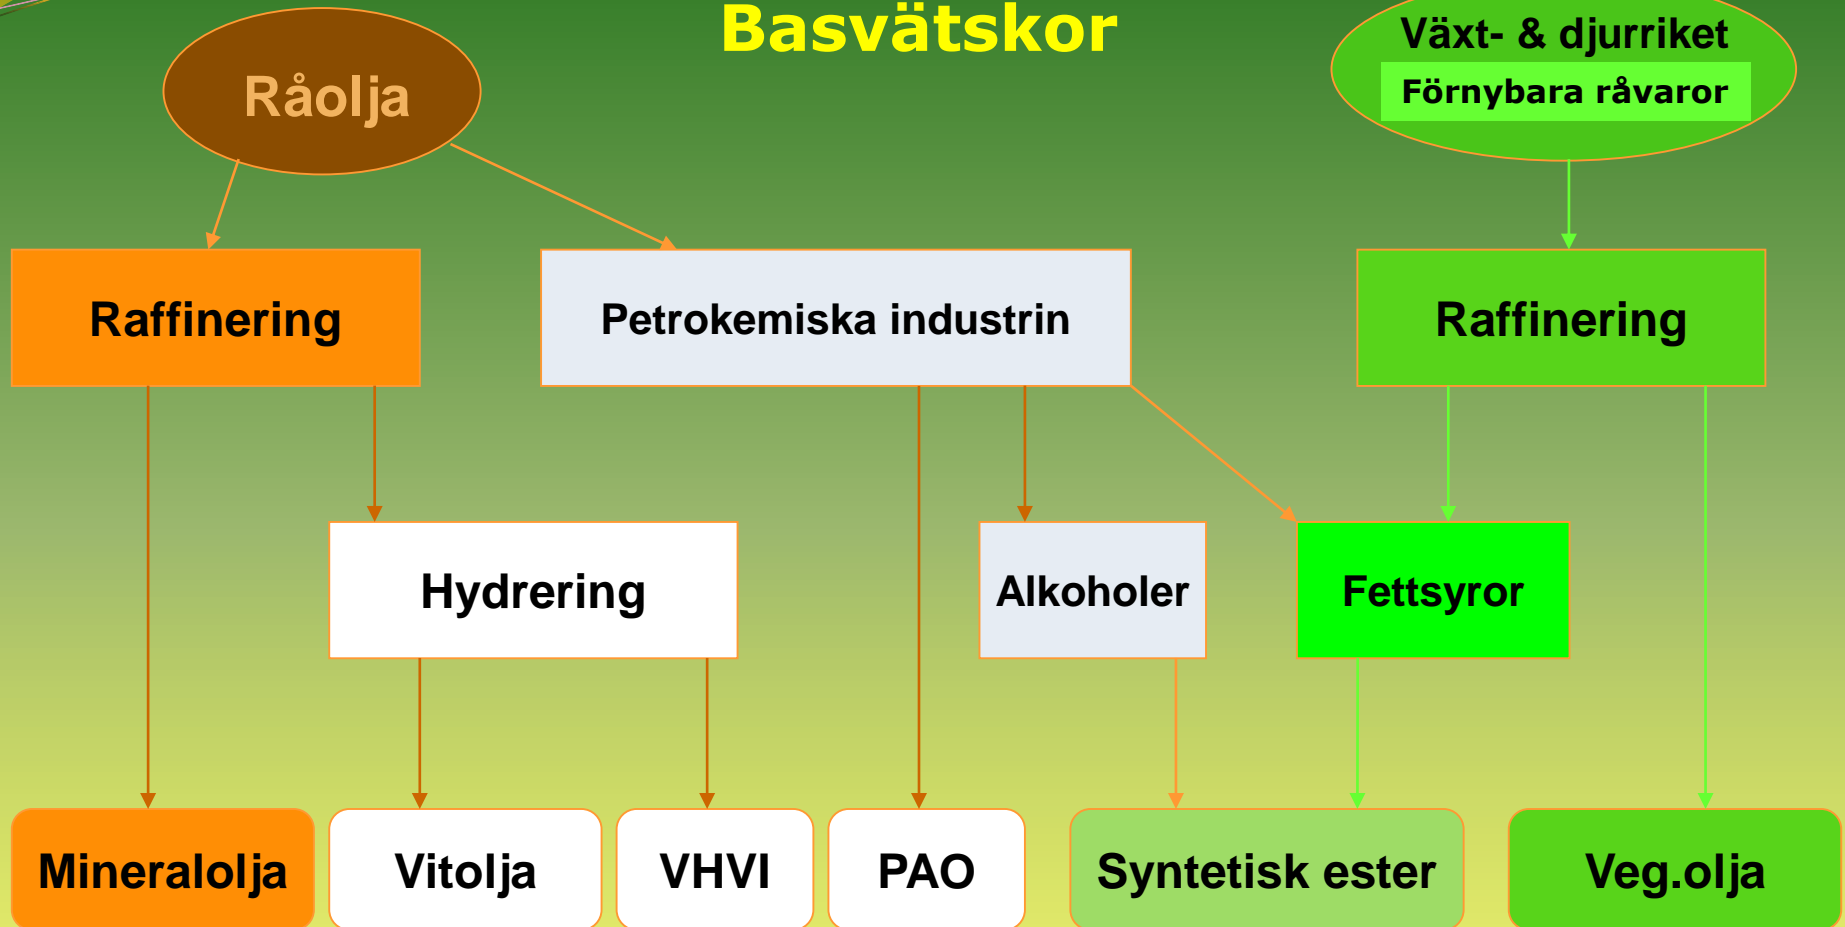 Basvätskor
Råolja
Växt- & djurriket
Förnybara råvaror
Raffinering
Petrokemiska industrin
Raffinering
Hydrering
Alkoholer
Fettsyror
Mineralolja
Vitolja
VHVI
PAO
Syntetisk ester
Veg.olja